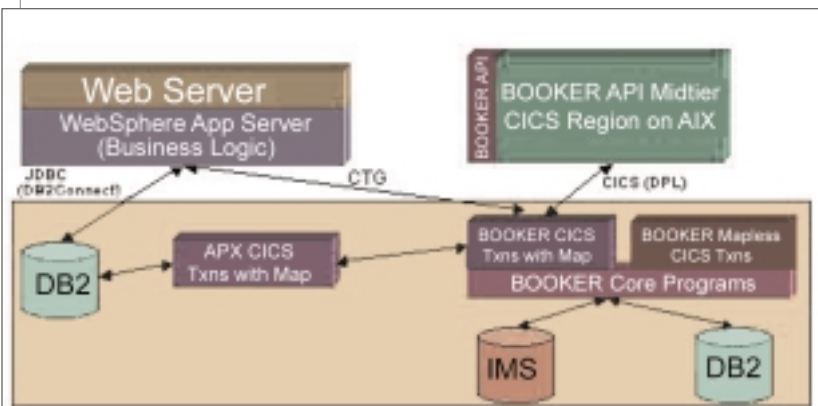 Web Server
WebSphere App Server
(Business Logic)
BOOKER API
BOOKER API Midtier
CICS Region on AIX
JDBC
(DB2Connect)
CTG
CICS (DPL)
DB2
APX CICS
Txns with Map
BOOKER CICS
Txns with Map
BOOKER Mapless
CICS Txns
BOOKER Core Programs
IMS
DB2